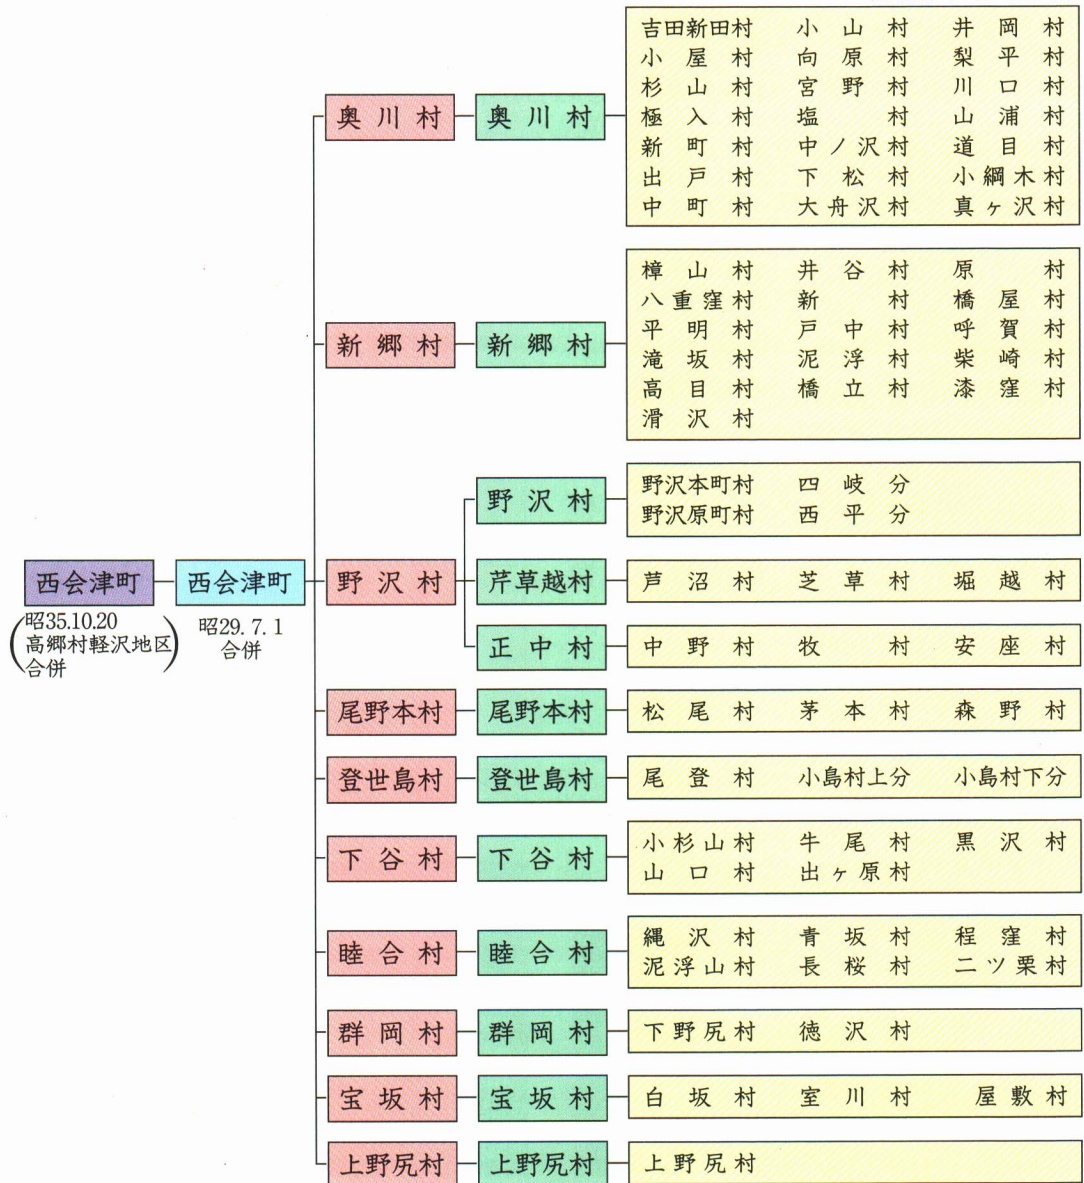 吉田新田村 小山村 井岡村
小屋村 向原村 梨平村
杉山村 宮野村 川口村
奥川村 奥川村 極入村 塩村 山浦村
新町村 中ノ沢村 道目村
出戸村 下松村 小綱木村
中町村 大舟沢村 真ヶ沢村
樟山村 井谷村 原村
八重窪村 新村 橋屋村
平明村 戸中村 呼賀村
新郷村 新郷村 滝坂村 泥浮村 柴崎村
高目村 橋立村 漆窪村
滑沢村
野沢村 野沢本町村 四岐分
野沢原町村 西平分
西会津町 西会津町 野沢村 芹草越村 芦沼村 芝草村 堀越村
(昭35.10.20
高郷村軽沢地区
合併)
昭29.7.1
合併
正中村 中野村 牧村 安座村
尾野本村 尾野本村 松尾村 茅本村 森野村
登世島村 登世島村 尾登村 小島村上分 小島村下分
下谷村 下谷村 小杉山村 牛尾村 黒沢村
山口村 出ヶ原村
睦合村 睦合村 縄沢村 青坂村 程窪村
泥浮山村 長桜村 二ツ栗村
群岡村 群岡村 下野尻村 徳沢村
宝坂村 宝坂村 白坂村 室川村 屋敷村
上野尻村 上野尻村 上野尻村